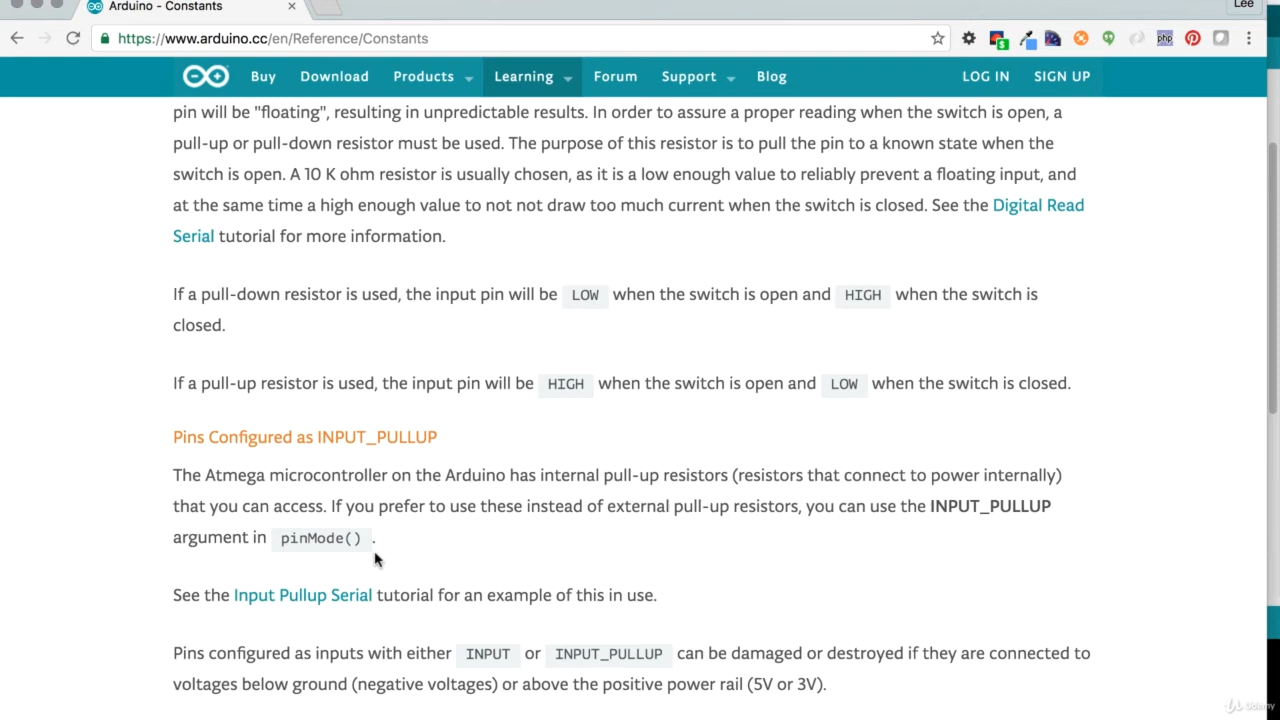 Arduino - Constants
Lee
https://www.arduino.cc/en/Reference/Constants
Buy Download Products Learning Forum Support Blog LOG IN SIGN UP
pin will be "floating", resulting in unpredictable results. In order to assure a proper reading when the switch is open, a
pull-up or pull-down resistor must be used. The purpose of this resistor is to pull the pin to a known state when the
switch is open. A 10 K ohm resistor is usually chosen, as it is a low enough value to reliably prevent a floating input, and
at the same time a high enough value to not not draw too much current when the switch is closed. See the Digital Read
Serial tutorial for more information.
If a pull-down resistor is used, the input pin will be LOW when the switch is open and HIGH when the switch is
closed.
If a pull-up resistor is used, the input pin will be HIGH when the switch is open and LOW when the switch is closed.
Pins Configured as INPUT_PULLUP
The Atmega microcontroller on the Arduino has internal pull-up resistors (resistors that connect to power internally)
that you can access. If you prefer to use these instead of external pull-up resistors, you can use the INPUT_PULLUP
argument in pinMode() .
See the Input Pullup Serial tutorial for an example of this in use.
Pins configured as inputs with either INPUT or INPUT_PULLUP can be damaged or destroyed if they are connected to
voltages below ground (negative voltages) or above the positive power rail (5V or 3V).
Udemy